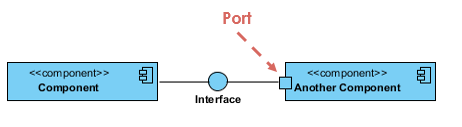 Port
<<component>>
Component
Interface
<<component>>
Another Component